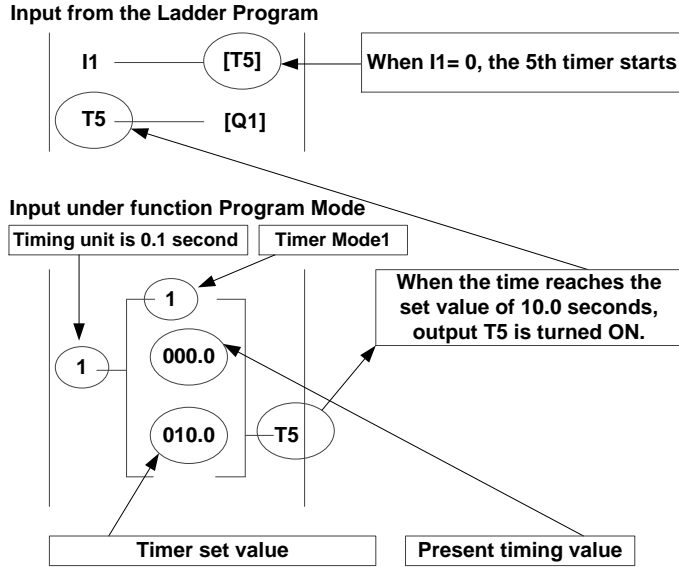 Input from the Ladder Program
I1
[T5]
When I1= 0, the 5th timer starts
T5
[Q1]
Input under function Program Mode
Timing unit is 0.1 second
Timer Mode1
1
When the time reaches the
set value of 10.0 seconds,
output T5 is turned ON.
000.0
1
010.0
T5
Timer set value
Present timing value